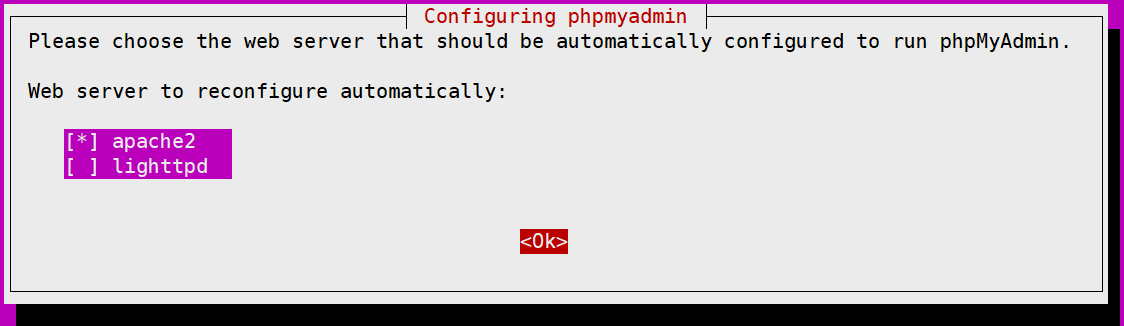 Configuring phpmyadmin
Please choose the web server that should be automatically configured to run phpMyAdmin.
Web server to reconfigure automatically:
[*] apache2
[ ] lighttpd
<Ok>